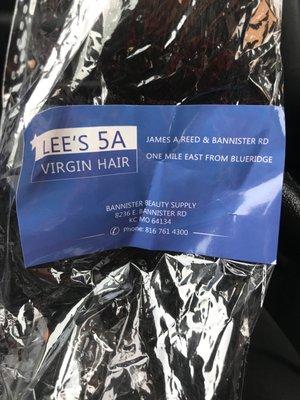 LEE'S 5A
VIRGIN HAIR
JAMES A REED & BANNISTER RD
ONE MILE EAST FROM BLUERIDGE
BANNISTER BEAUTY SUPPLY
8236 E. BANNISTER RD
KC MO 64134
Phone: 816 761 4300